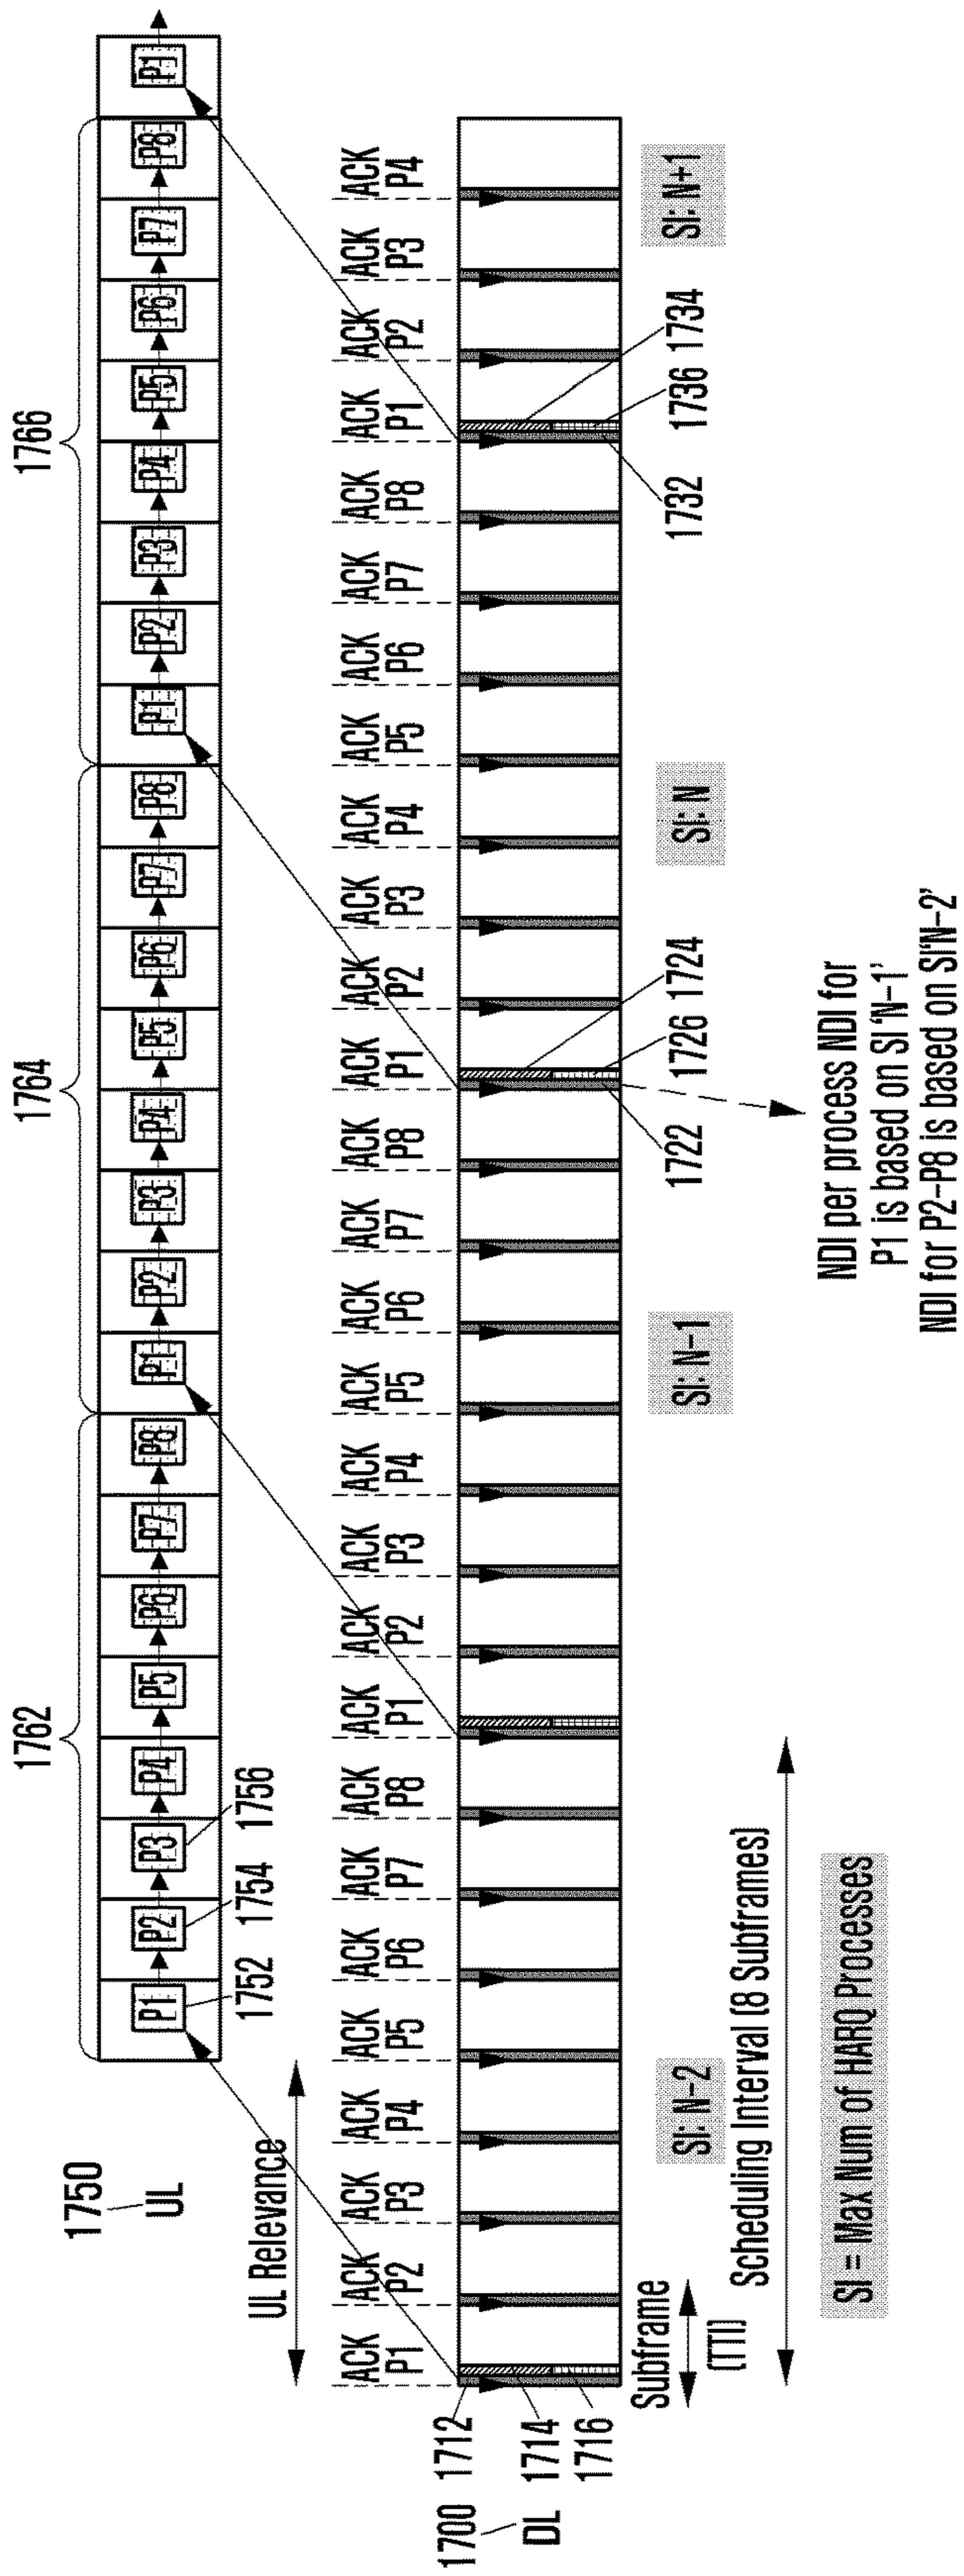 1762
1764
1766
1750
UL
P1 P2 P3 P4 P5 P6 P7 P8 P1 P2 P3 P4 P5 P6 P7 P8 P1 P2 P3 P4 P5 P6 P7 P8 P1
1752 1754 1756
UL Relevance
ACK ACK ACK ACK ACK ACK ACK ACK ACK ACK ACK ACK ACK ACK ACK ACK ACK ACK ACK ACK ACK ACK ACK ACK ACK ACK ACK ACK
P1 P2 P3 P4 P5 P6 P7 P8 P1 P2 P3 P4 P5 P6 P7 P8 P1 P2 P3 P4 P5 P6 P7 P8 P1 P2 P3 P4
1700
DL
1712
1714
1716
Subframe
(TTI)
SI: N-2
SI: N-1
1722 1726 1724
SI: N
1732 1736 1734
SI: N+1
Scheduling Interval (8 Subframes)
SI = Max Num of HARQ Processes
NDI per process NDI for
P1 is based on SI 'N-1'
NDI for P2-P8 is based on SI'N-2'